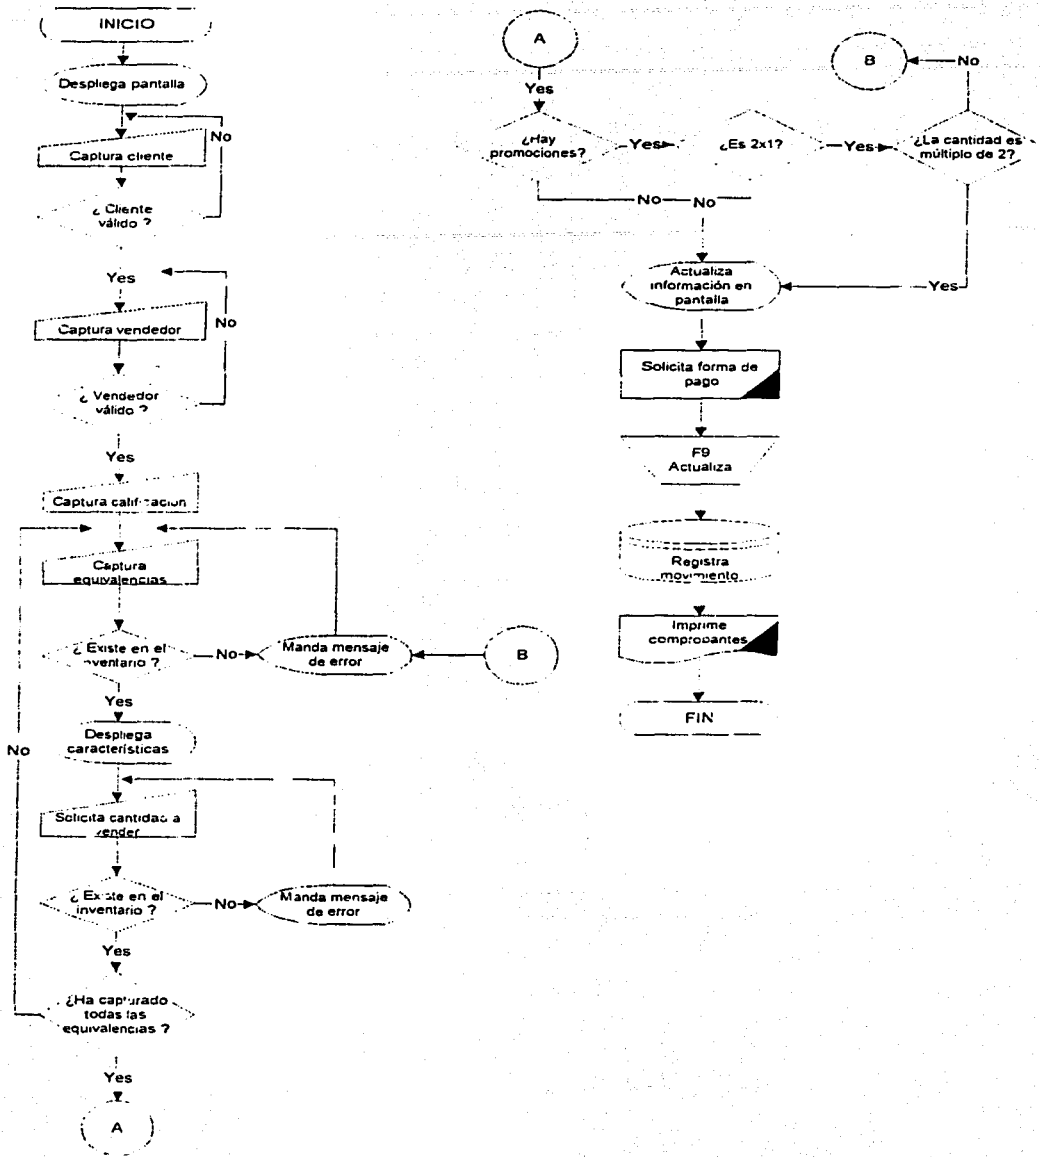 INICIO
Despliega pantalla
No
Captura cliente
¿ Cliente
válido ?
Yes
No
Captura vendedor
¿ Vendedor
válido ?
Yes
Captura calificación
Captura
equivalencias
¿ Existe en el
inventario ?
No
Manda mensaje
de error
B
Yes
No
Despliega
características
Solicita cantidad a
vender
¿ Existe en el
inventario ?
No
Manda mensaje
de error
Yes
¿Ha capturado
todas las
equivalencias ?
Yes
A
A
Yes
¿Hay
promociones?
Yes
¿Es 2x1?
Yes
¿La cantidad es
múltiplo de 2?
No
B
No
No
Yes
Actualiza
información en
pantalla
Solicita forma de
pago
F9
Actualiza
Registra
movimiento
Imprime
comprobantes
FIN